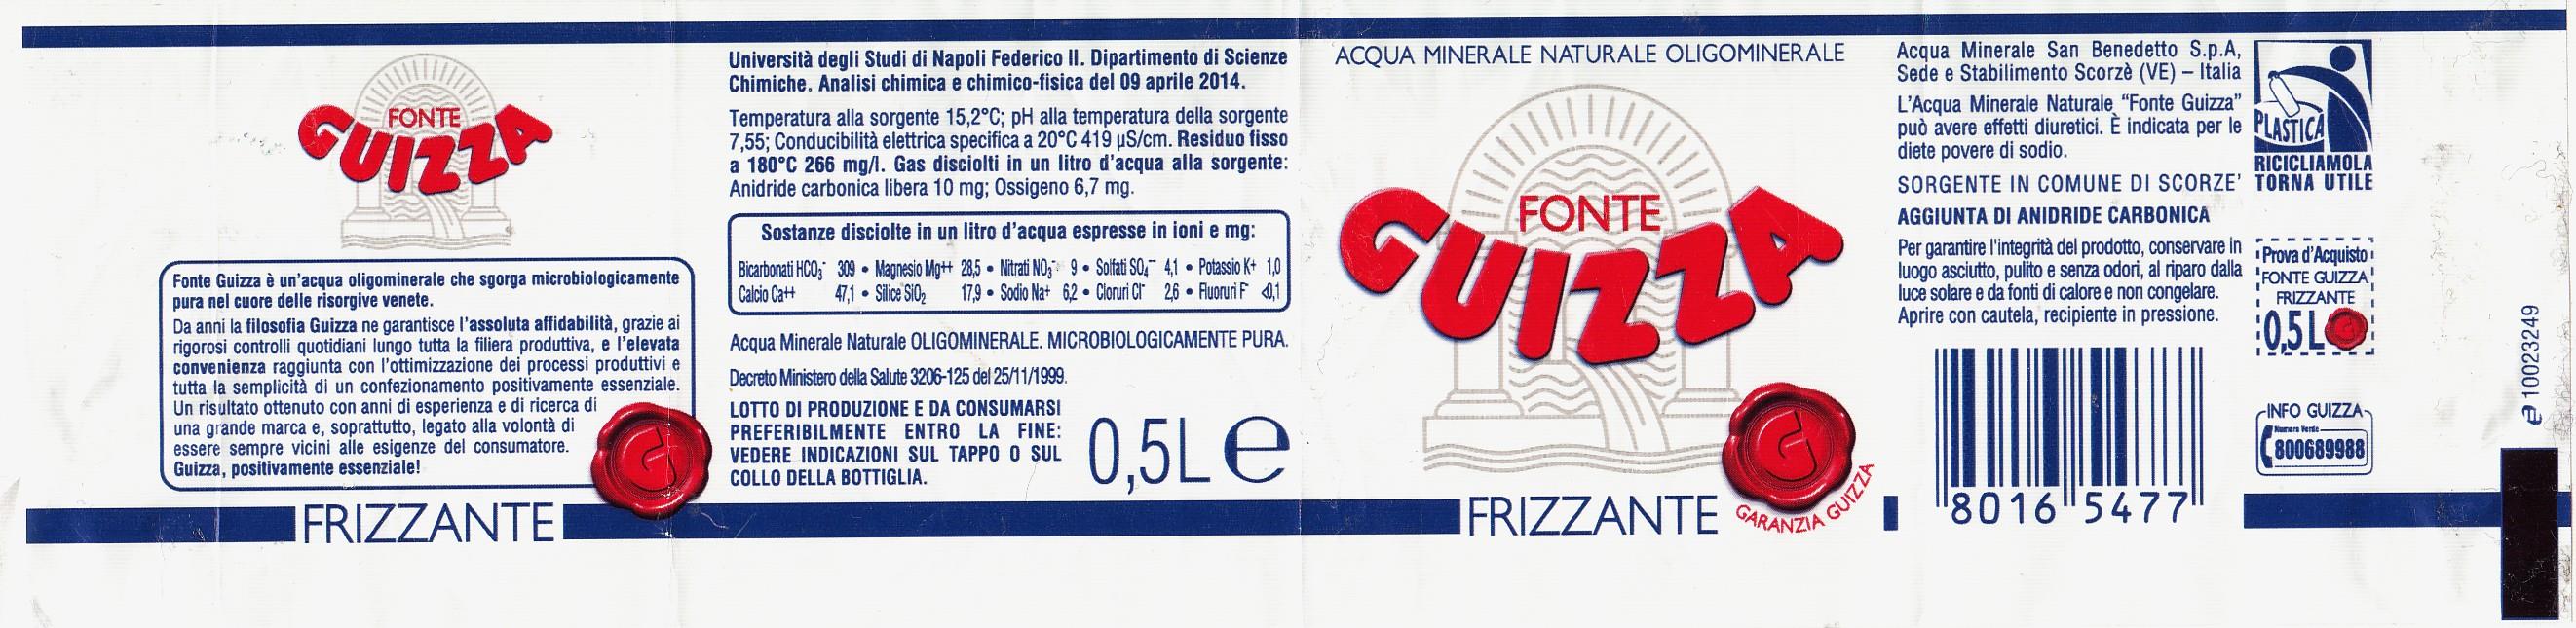 FONTE
GUIZZA
Fonte Guizza è un'acqua oligominerale che sgorga microbiologicamente
pura nel cuore delle risorgive venete.
Da anni la filosofia Guizza ne garantisce l'assoluta affidabilità, grazie ai
rigorosi controlli quotidiani lungo tutta la filiera produttiva, e l'elevata
convenienza raggiunta con l'ottimizzazione dei processi produttivi e
tutta la semplicità di un confezionamento positivamente essenziale.
Un risultato ottenuto con anni di esperienza e di ricerca di
una grande marca e, soprattutto, legato alla volontà di
essere sempre vicini alle esigenze del consumatore.
Guizza, positivamente essenziale!
G
FRIZZANTE
Università degli Studi di Napoli Federico II. Dipartimento di Scienze
Chimiche. Analisi chimica e chimico-fisica del 09 aprile 2014.
Temperatura alla sorgente 15,2°C; pH alla temperatura della sorgente
7,55; Conducibilità elettrica specifica a 20°C 419 µS/cm. Residuo fisso
a 180°C 266 mg/l. Gas disciolti in un litro d'acqua alla sorgente:
Anidride carbonica libera 10 mg; Ossigeno 6,7 mg.
Sostanze disciolte in un litro d'acqua espresse in ioni e mg:
Bicarbonati HCO3- 309 • Magnesio Mg++ 28,5 • Nitrati NO3- 9 • Solfati SO4-- 4,1 • Potassio K+ 1,0
Calcio Ca++ 47,1 • Silice SiO2 17,9 • Sodio Na+ 6,2 • Cloruri Cl- 2,6 • Fluoruri F- <0,1
Acqua Minerale Naturale OLIGOMINERALE. MICROBIOLOGICAMENTE PURA.
Decreto Ministero della Salute 3206-125 del 25/11/1999.
LOTTO DI PRODUZIONE E DA CONSUMARSI
PREFERIBILMENTE ENTRO LA FINE:
VEDERE INDICAZIONI SUL TAPPO O SUL
COLLO DELLA BOTTIGLIA.
0,5L e
ACQUA MINERALE NATURALE OLIGOMINERALE
FONTE
GUIZZA
G
GARANZIA GUIZZA
FRIZZANTE
Acqua Minerale San Benedetto S.p.A,
Sede e Stabilimento Scorzè (VE) – Italia
L'Acqua Minerale Naturale "Fonte Guizza"
può avere effetti diuretici. È indicata per le
diete povere di sodio.
SORGENTE IN COMUNE DI SCORZE'
AGGIUNTA DI ANIDRIDE CARBONICA
Per garantire l'integrità del prodotto, conservare in
luogo asciutto, pulito e senza odori, al riparo dalla
luce solare e da fonti di calore e non congelare.
Aprire con cautela, recipiente in pressione.
8016 5477
PLASTICA
RICICLIAMOLA
TORNA UTILE
Prova d'Acquisto
FONTE GUIZZA
FRIZZANTE
0,5L G
INFO GUIZZA
Numero Verde
800689988
10023249